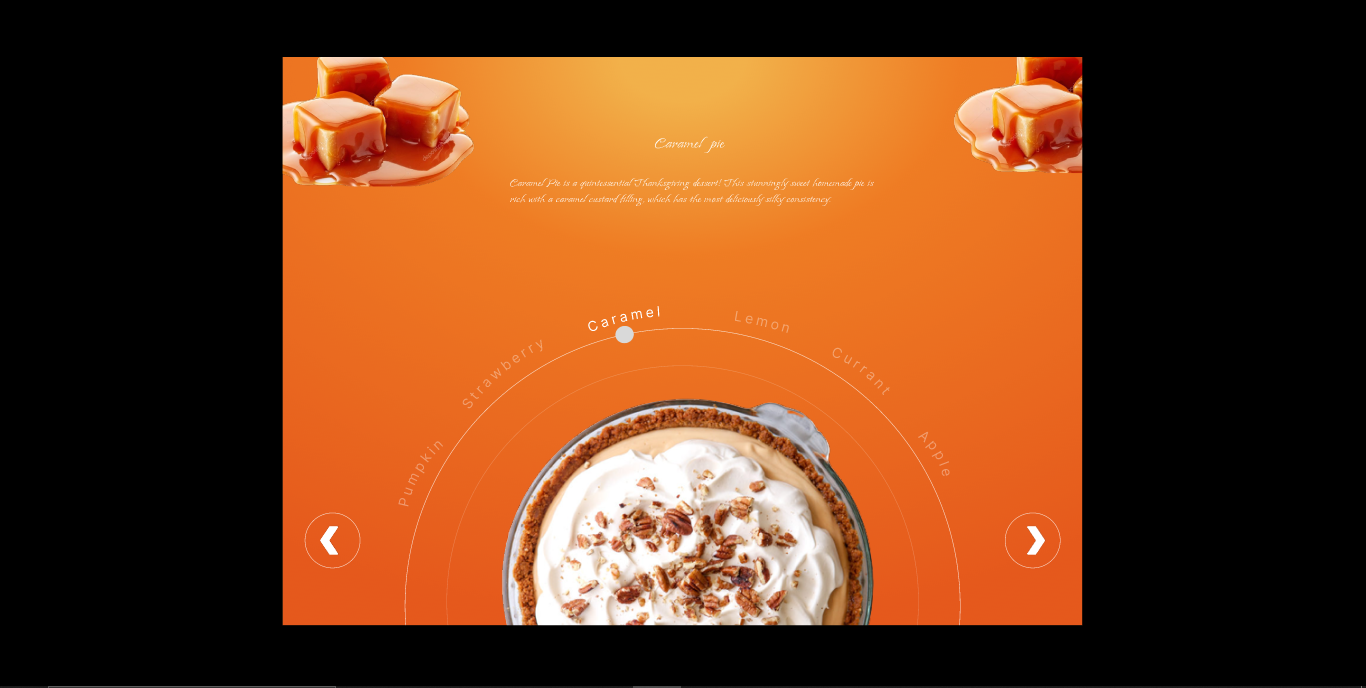 Caramel pie
Caramel Pie is a quintessential Thanksgiving dessert! This stunningly sweet homemade pie is
rich with a caramel custard filling, which has the most deliciously silky consistency.
Caramel
Lemon
Strawberry
Currant
Pumpkin
Apple